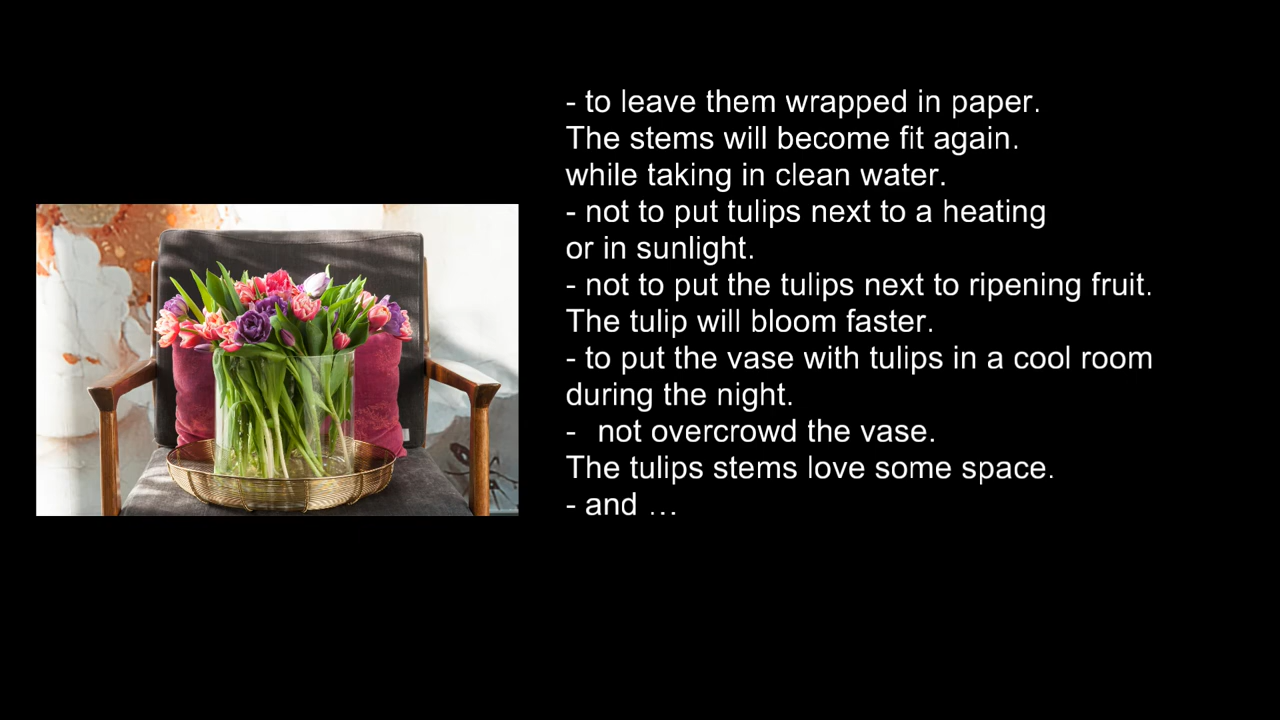 - to leave them wrapped in paper.
The stems will become fit again.
while taking in clean water.
- not to put tulips next to a heating
or in sunlight.
- not to put the tulips next to ripening fruit.
The tulip will bloom faster.
- to put the vase with tulips in a cool room
during the night.
-  not overcrowd the vase.
The tulips stems love some space.
- and …